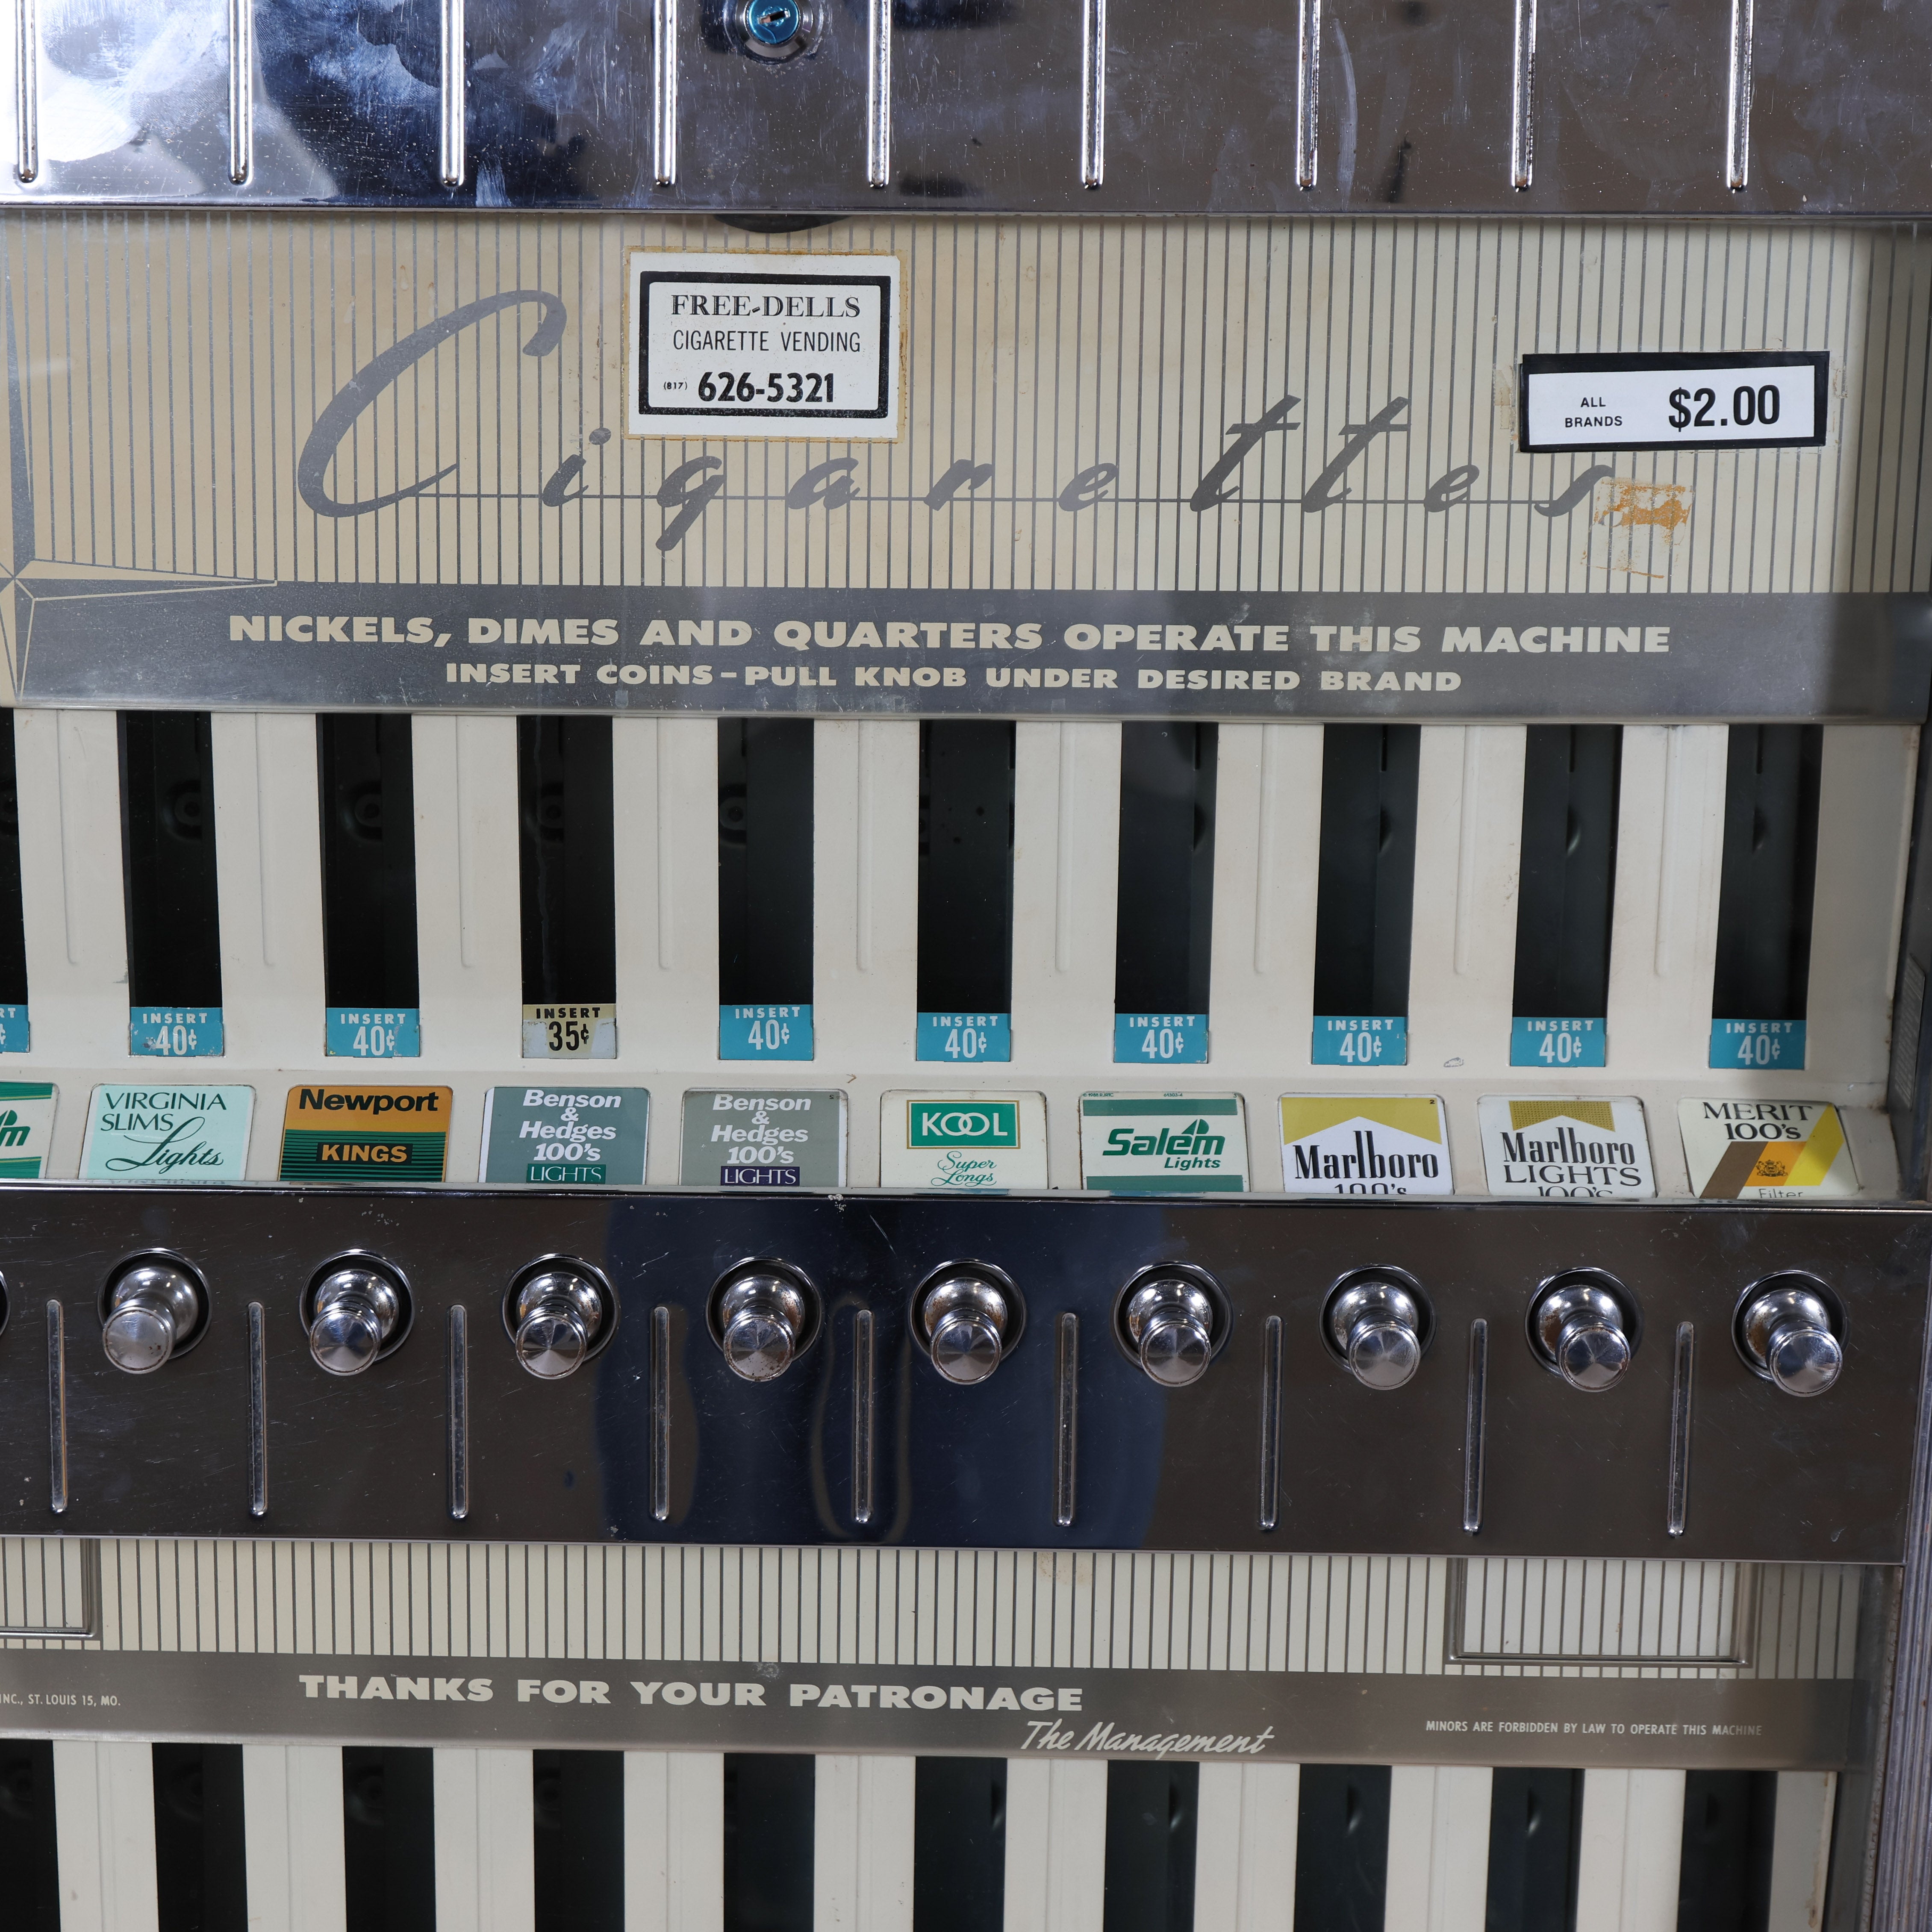 FREE-DELLS
CIGARETTE VENDING
(817) 626-5321
Cigarettes
ALL BRANDS $2.00
NICKELS, DIMES AND QUARTERS OPERATE THIS MACHINE
INSERT COINS-PULL KNOB UNDER DESIRED BRAND
INSERT 40¢
INSERT 40¢
INSERT 35¢
INSERT 40¢
INSERT 40¢
INSERT 40¢
INSERT 40¢
INSERT 40¢
INSERT 40¢
VIRGINIA
SLIMS
Lights
Newport
KINGS
Benson
&
Hedges
100's
LIGHTS
Benson
&
Hedges
100's
LIGHTS
KOOL
Super
Longs
Salem
Lights
Marlboro
100's
Marlboro
LIGHTS
100's
MERIT
100's
Filter
INC., ST. LOUIS 15, MO.
THANKS FOR YOUR PATRONAGE
The Management
MINORS ARE FORBIDDEN BY LAW TO OPERATE THIS MACHINE